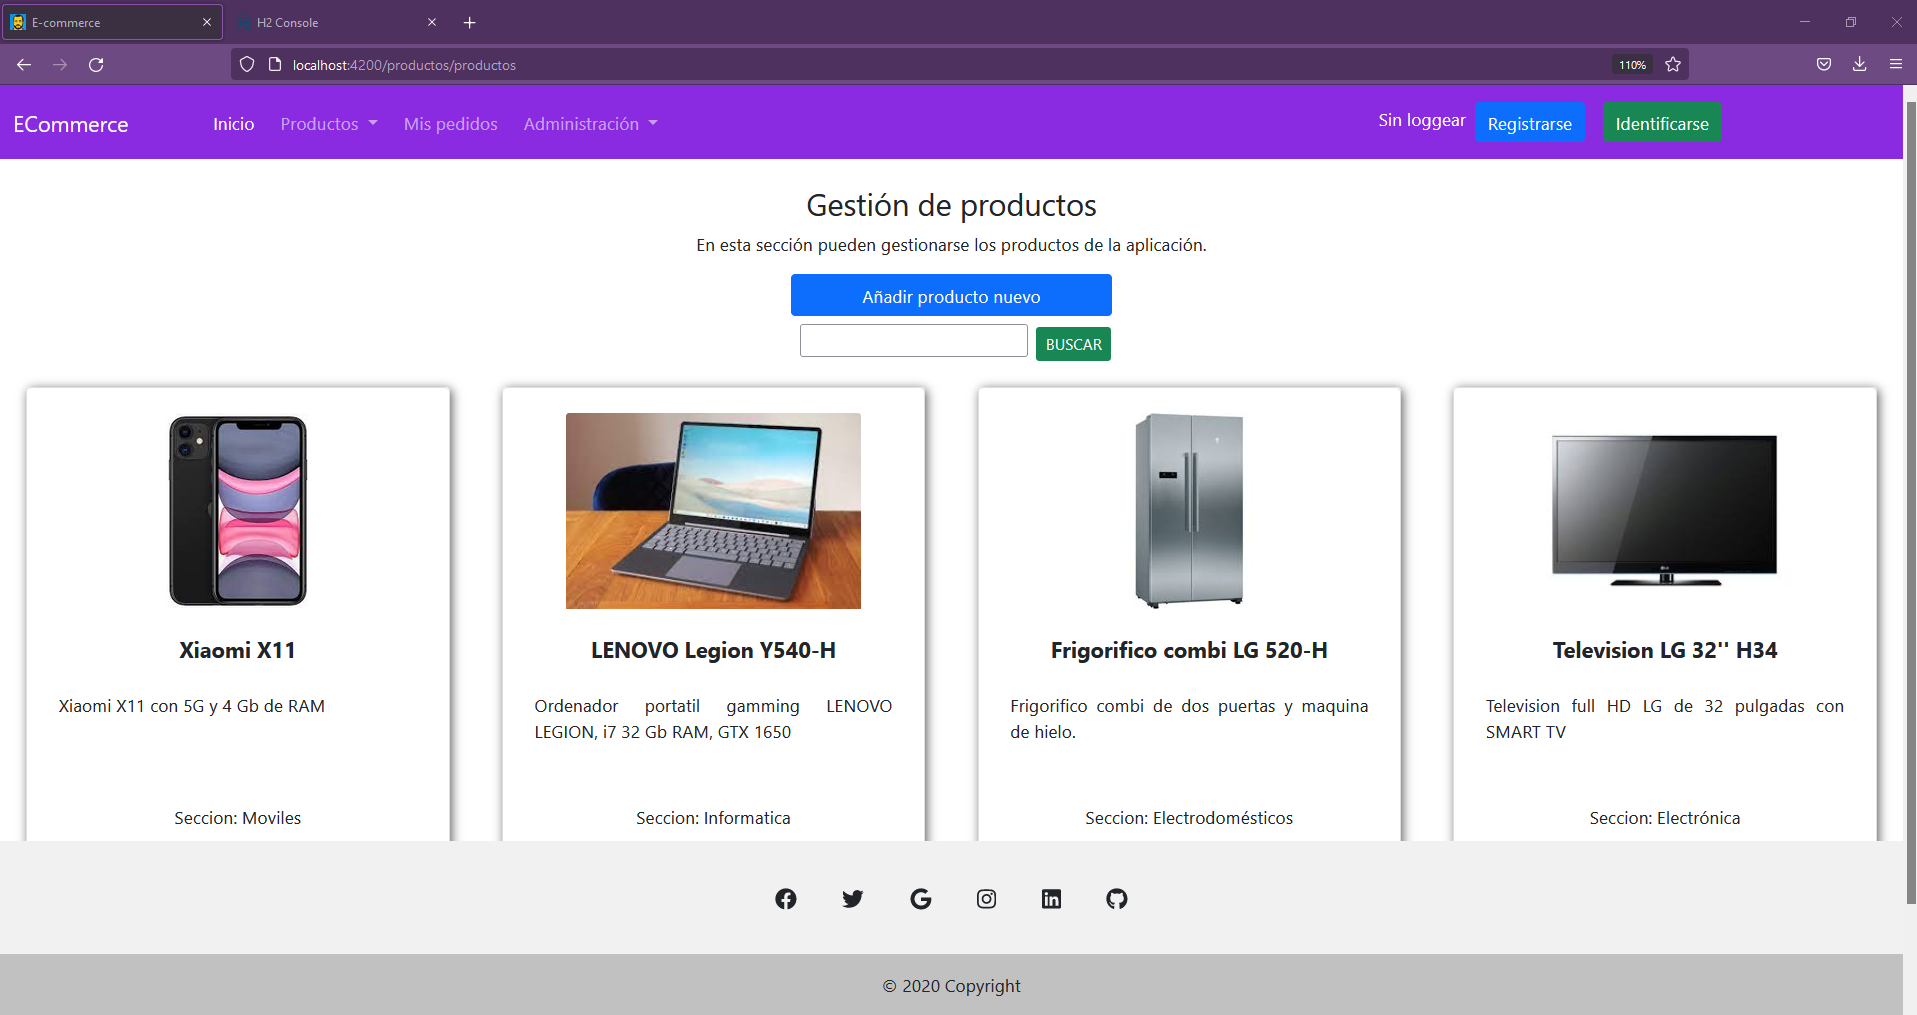 E-commerce
H2 Console
localhost:4200/productos/productos
110%
ECommerce
Inicio
Productos
Mis pedidos
Administración
Sin loggear
Registrarse
Identificarse
Gestión de productos
En esta sección pueden gestionarse los productos de la aplicación.
Añadir producto nuevo
BUSCAR
Xiaomi X11
Xiaomi X11 con 5G y 4 Gb de RAM
Seccion: Moviles
LENOVO Legion Y540-H
Ordenador portatil gamming LENOVO
LEGION, i7 32 Gb RAM, GTX 1650
Seccion: Informatica
Frigorifico combi LG 520-H
Frigorifico combi de dos puertas y maquina
de hielo.
Seccion: Electrodomésticos
Television LG 32'' H34
Television full HD LG de 32 pulgadas con
SMART TV
Seccion: Electrónica
© 2020 Copyright